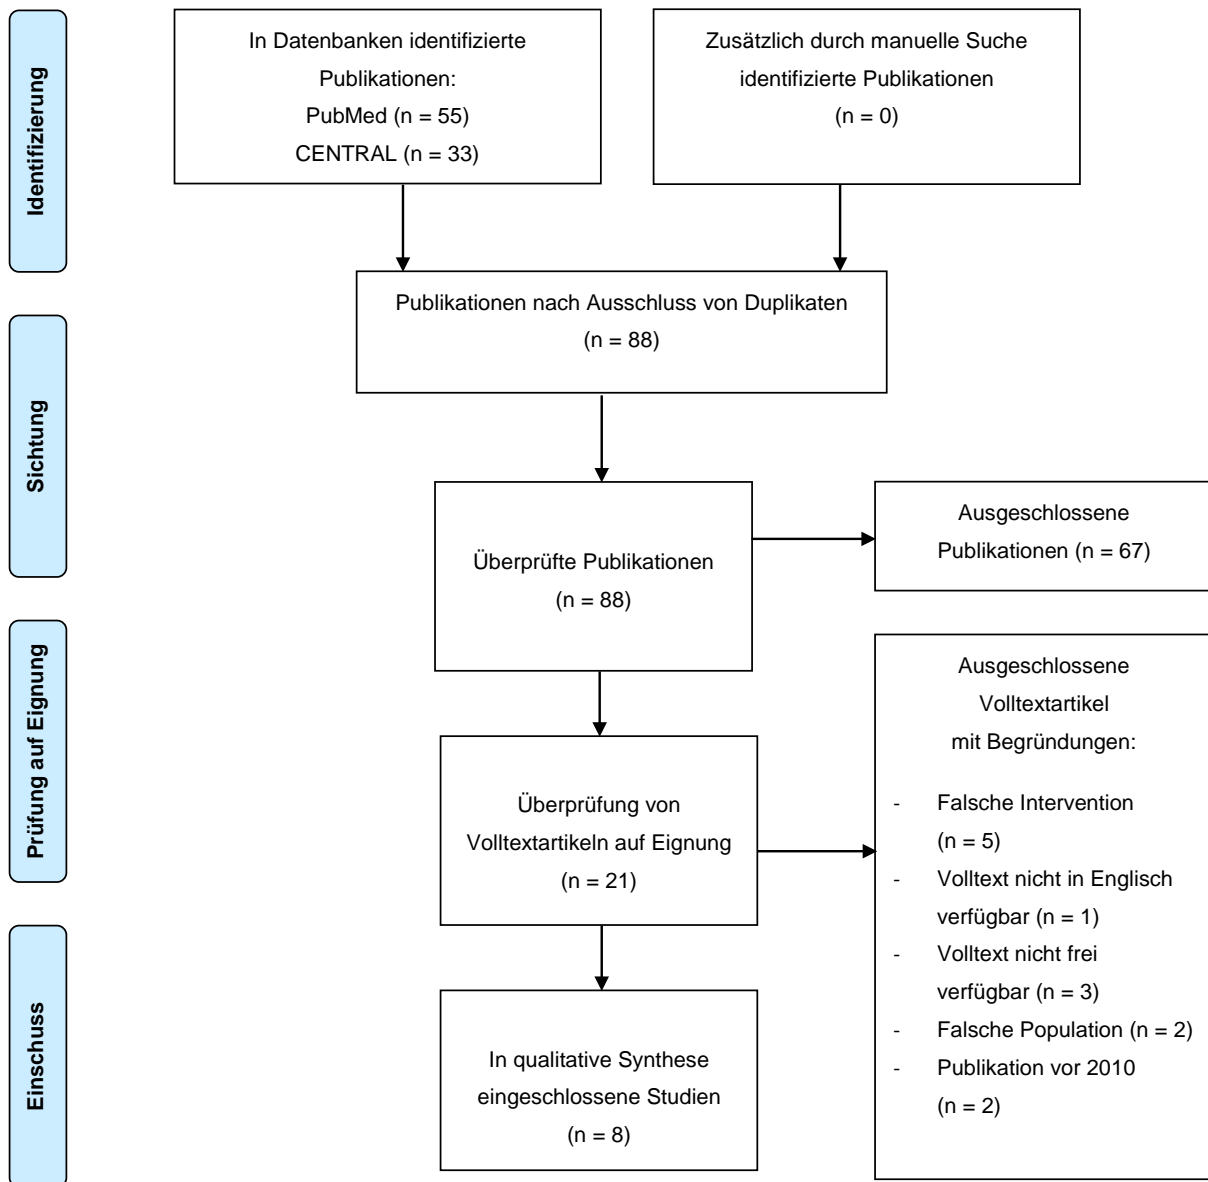 Identifizierung
In Datenbanken identifizierte
Publikationen:
PubMed (n = 55)
CENTRAL (n = 33)
Zusätzlich durch manuelle Suche
identifizierte Publikationen
(n = 0)
Publikationen nach Ausschluss von Duplikaten
(n = 88)
Sichtung
Überprüfte Publikationen
(n = 88)
Ausgeschlossene
Publikationen (n = 67)
Prüfung auf Eignung
Überprüfung von
Volltextartikeln auf Eignung
(n = 21)
Ausgeschlossene
Volltextartikel
mit Begründungen:
- Falsche Intervention
(n = 5)
- Volltext nicht in Englisch
verfügbar (n = 1)
- Volltext nicht frei
verfügbar (n = 3)
- Falsche Population (n = 2)
- Publikation vor 2010
(n = 2)
Einschuss
In qualitative Synthese
eingeschlossene Studien
(n = 8)